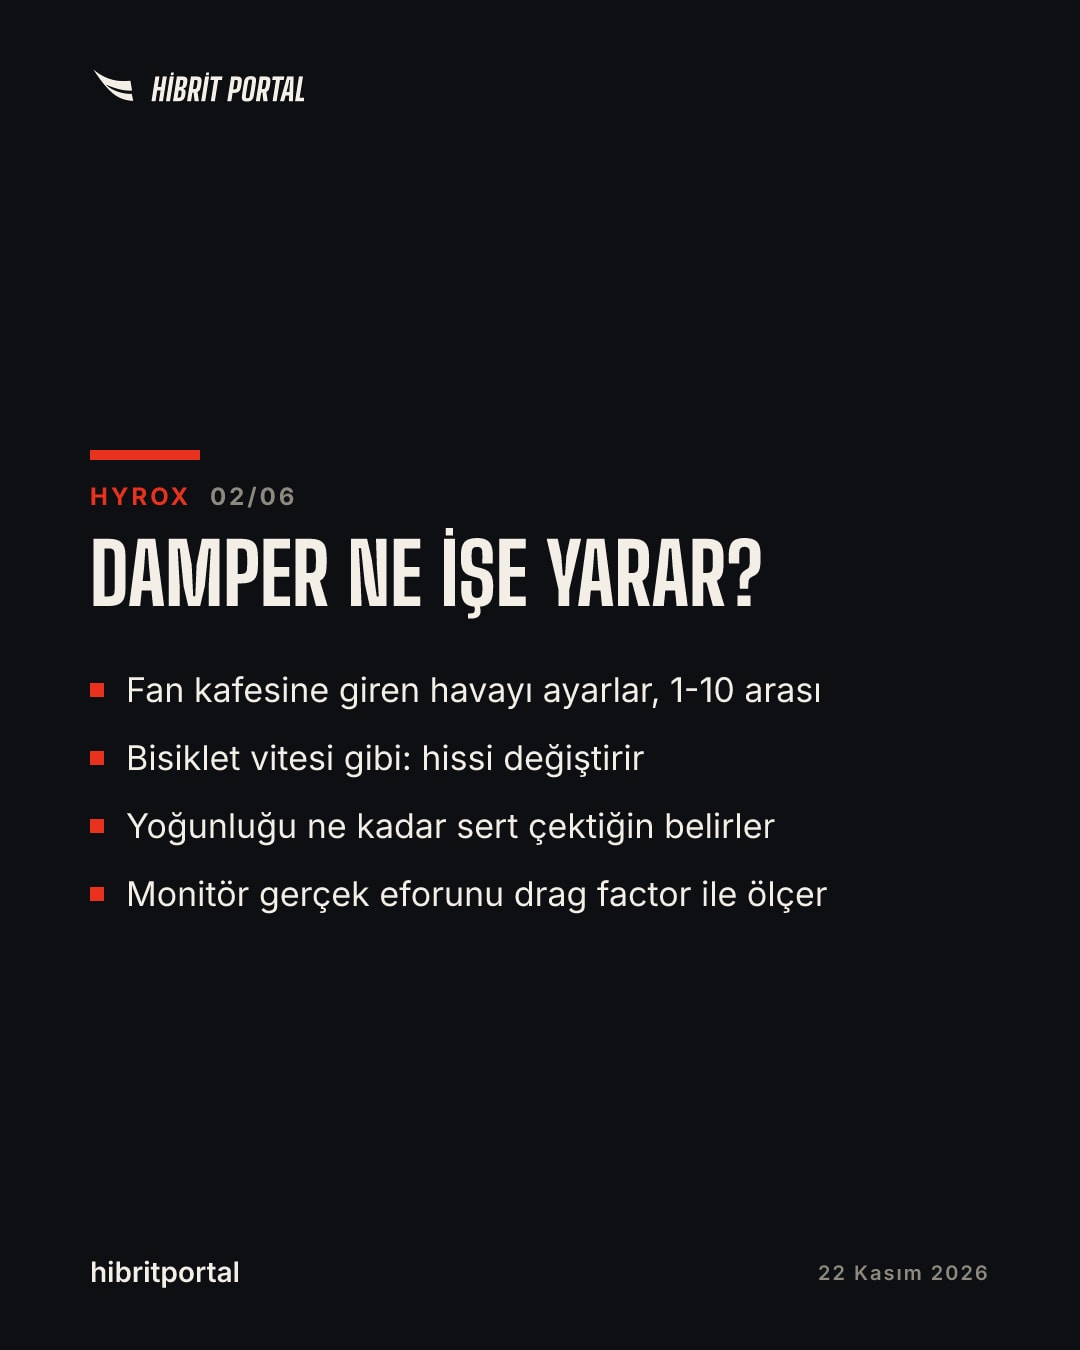 HİBRİT PORTAL
HYROX 02/06
DAMPER NE İŞE YARAR?
Fan kafesine giren havayı ayarlar, 1-10 arası
Bisiklet vitesi gibi: hissi değiştirir
Yoğunluğu ne kadar sert çektiğin belirler
Monitör gerçek eforunu drag factor ile ölçer
hibritportal
22 Kasım 2026